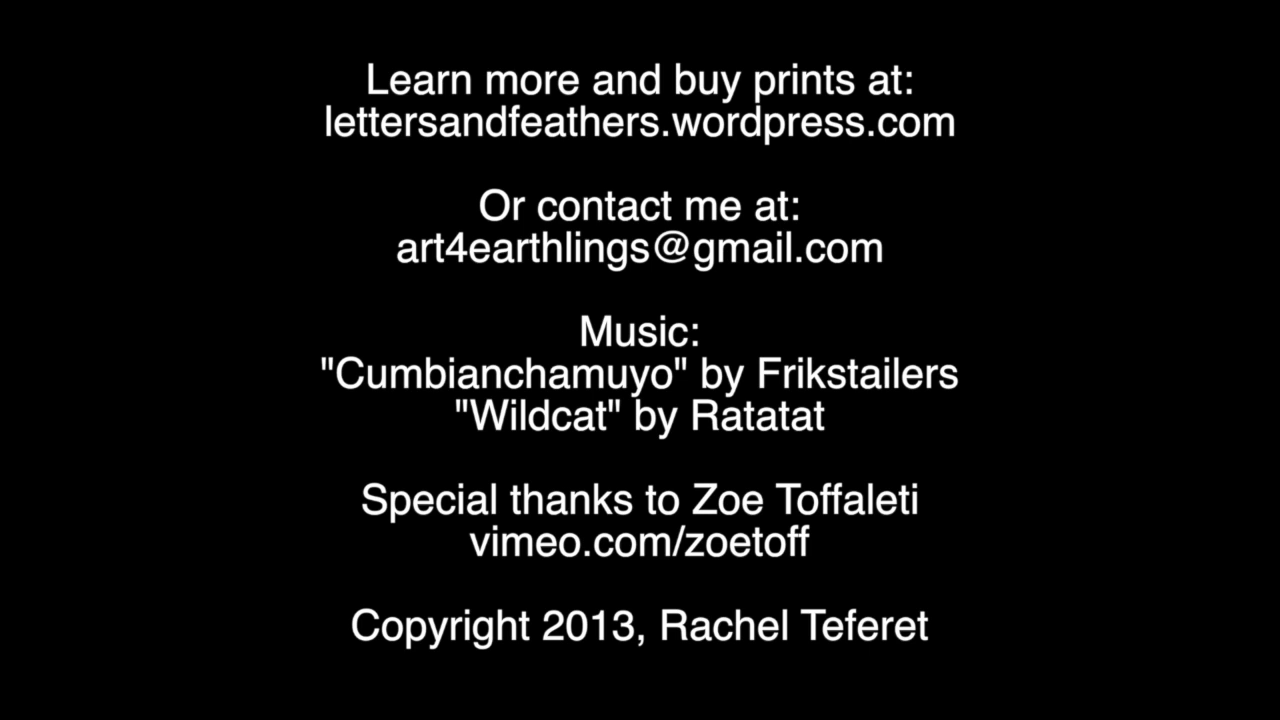 Learn more and buy prints at:
lettersandfeathers.wordpress.com
Or contact me at:
art4earthlings@gmail.com
Music:
"Cumbianchamuyo" by Frikstailers
"Wildcat" by Ratatat
Special thanks to Zoe Toffaleti
vimeo.com/zoetoff
Copyright 2013, Rachel Teferet